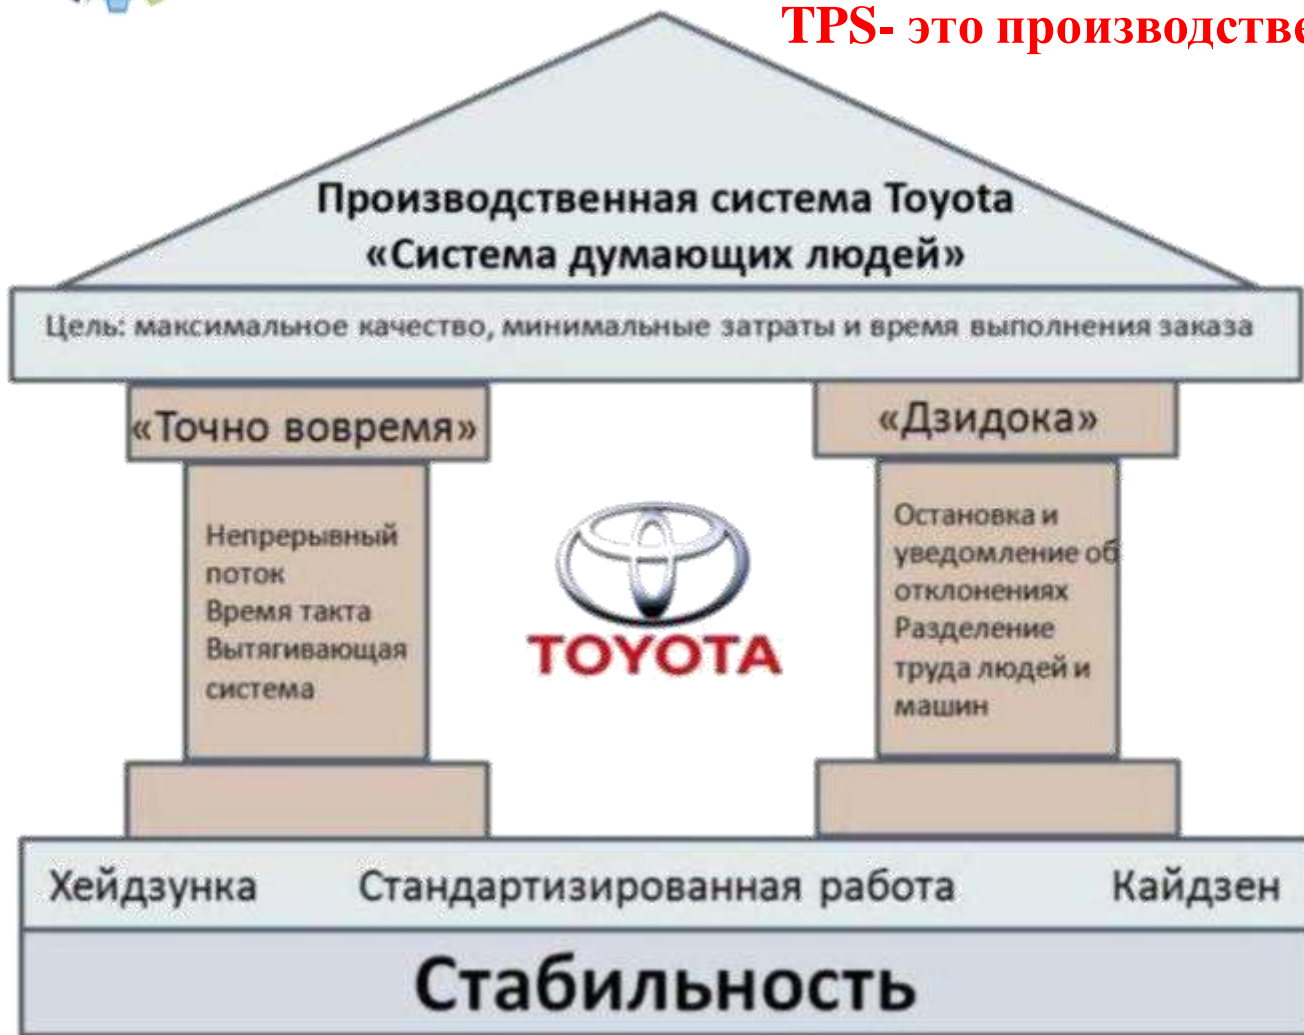 TPS- это производстве
Производственная система Toyota
«Система думающих людей»
Цель: максимальное качество, минимальные затраты и время выполнения заказа
«Точно вовремя»
Непрерывный
поток
Время такта
Вытягивающая
система
TOYOTA
«Дзидока»
Остановка и
уведомление об
отклонениях
Разделение
труда людей и
машин
Хейдзунка Стандартизированная работа Кайдзен
Стабильность